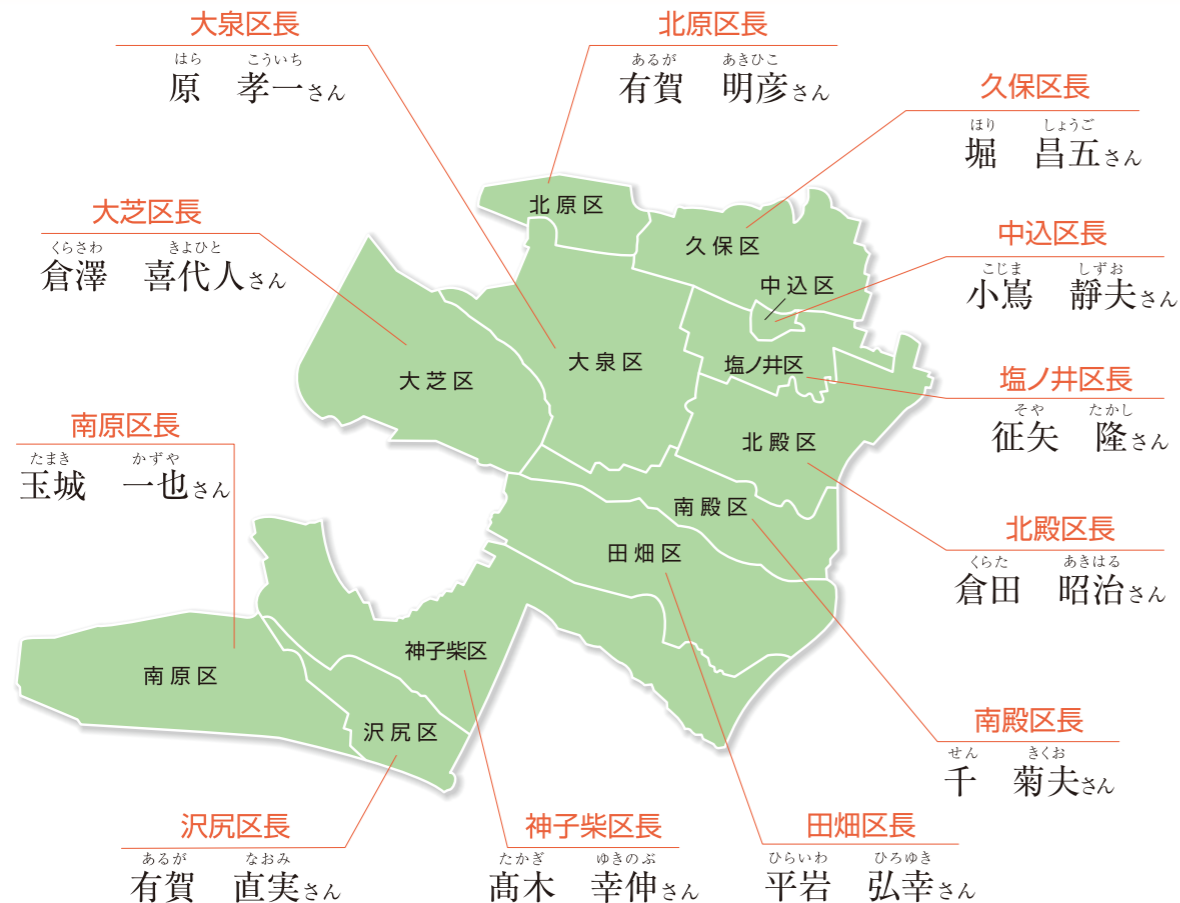 大泉区長
はら こういち
原 孝一さん
北原区長
あるが あきひこ
有賀 明彦さん
久保区長
ほり しょうご
堀 昌五さん
大芝区長
くらさわ きよひと
倉澤 喜代人さん
中込区長
こじま しずお
小嶌 靜夫さん
塩ノ井区長
そや たかし
征矢 隆さん
南原区長
たまき かずや
玉城 一也さん
北殿区長
くらた あきはる
倉田 昭治さん
南殿区長
せん きくお
千 菊夫さん
沢尻区長
あるが なおみ
有賀 直実さん
神子柴区長
たかぎ ゆきのぶ
髙木 幸伸さん
田畑区長
ひらいわ ひろゆき
平岩 弘幸さん
北原区
久保区
中込区
大泉区
塩ノ井区
大芝区
北殿区
南殿区
田畑区
神子柴区
南原区
沢尻区